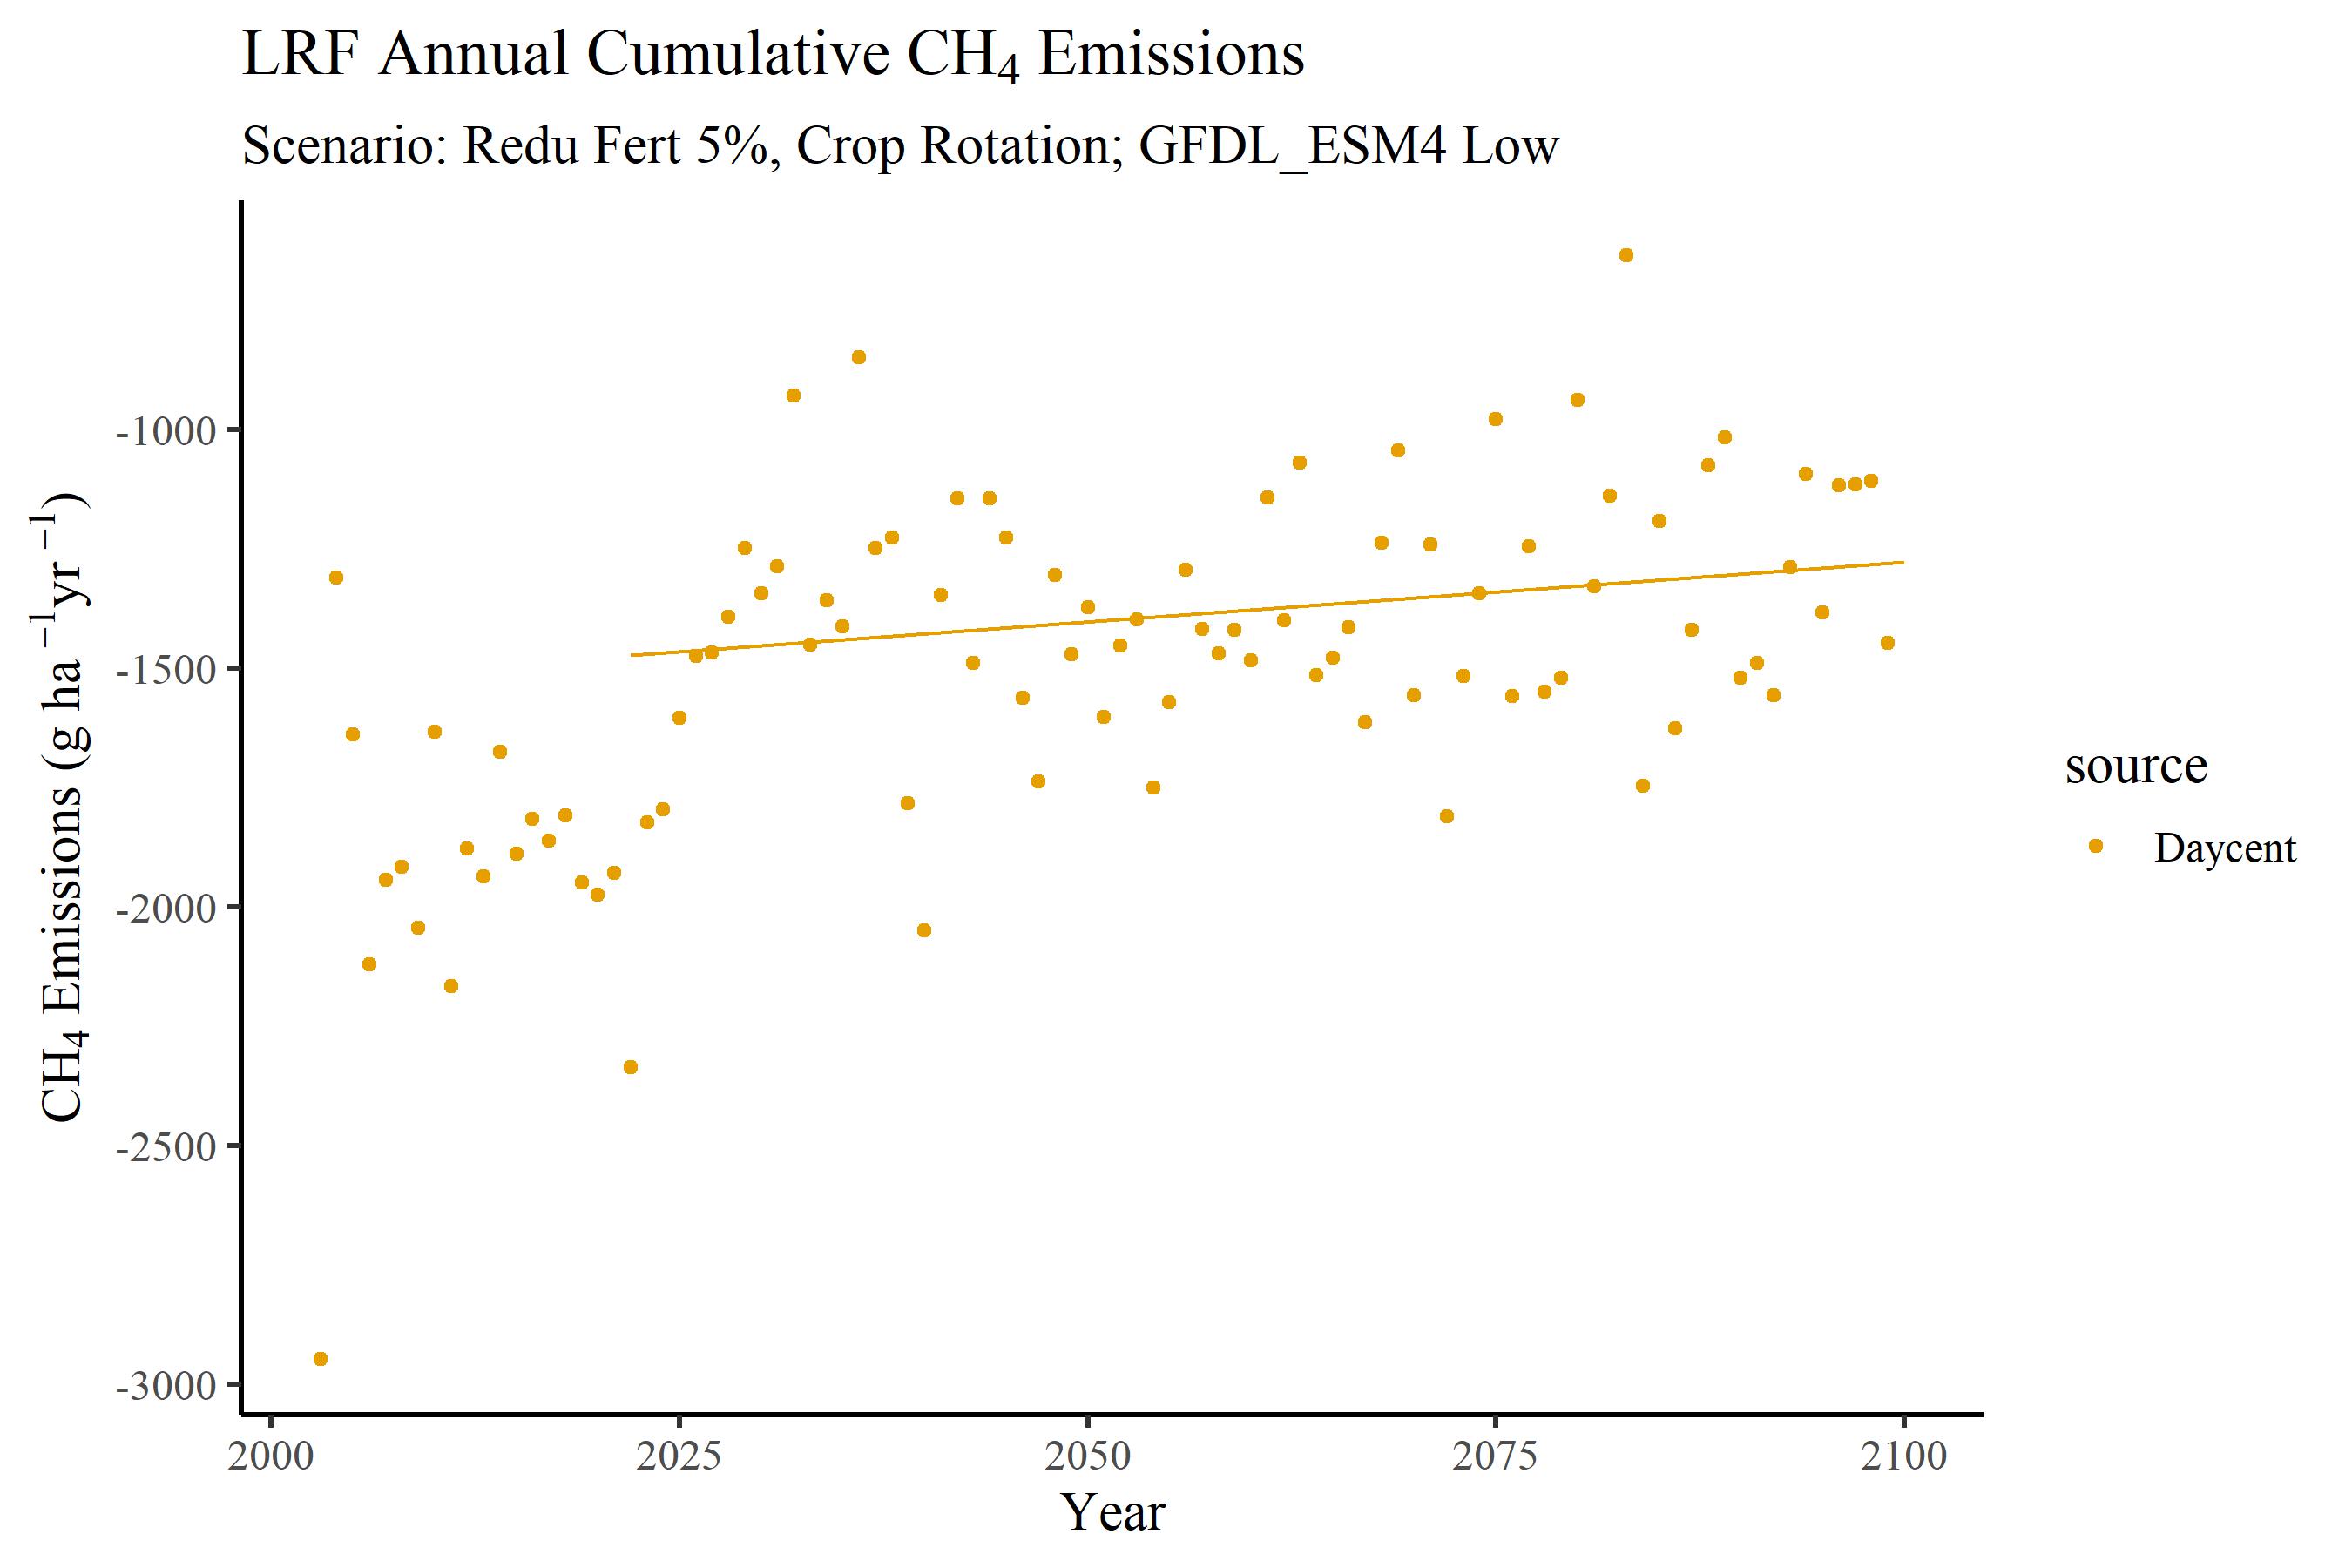 LRF Annual Cumulative CH₄ Emissions
Scenario: Redu Fert 5%, Crop Rotation; GFDL_ESM4 Low
CH₄ Emissions (g ha ⁻¹yr ⁻¹)
-1000
-1500
-2000
-2500
-3000
2000 2025 2050 2075 2100
Year
source
Daycent